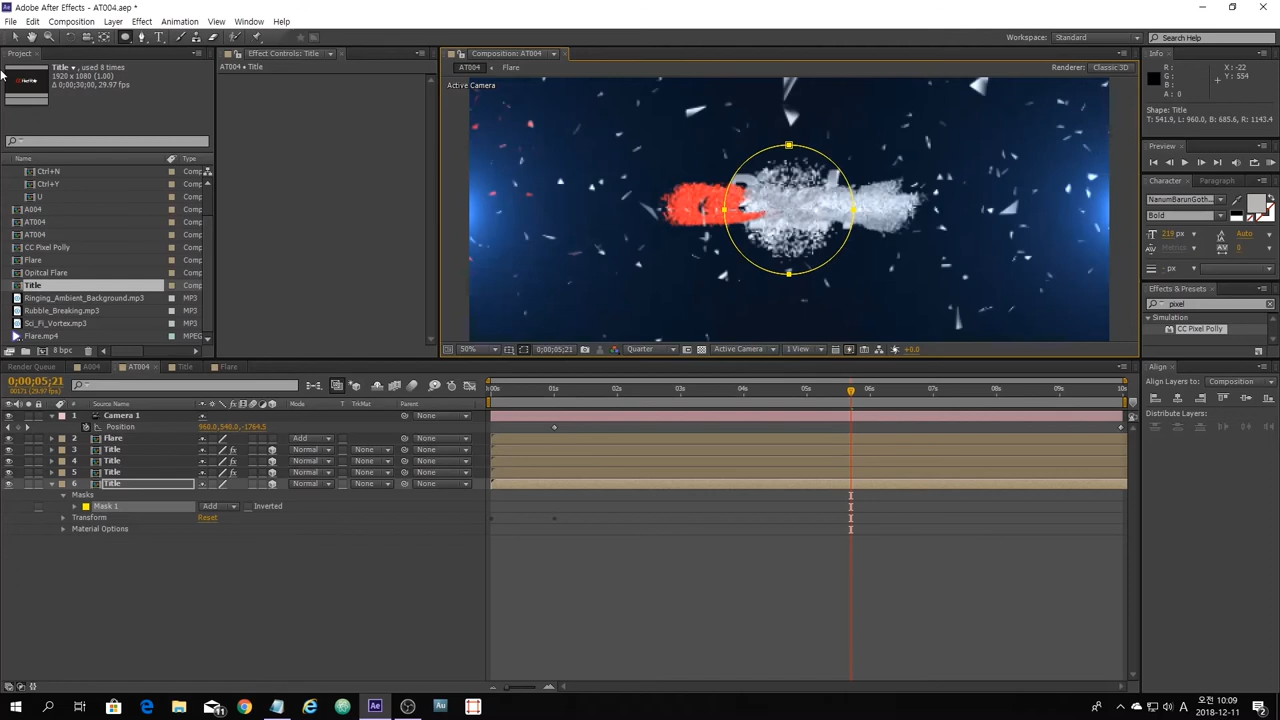 Adobe After Effects - AT004.aep *
File Edit Composition Layer Effect Animation View Window Help
Workspace: Standard Search Help
Project Effect Controls: Title Composition: AT004 Info
Title , used 8 times
1920 x 1080 (1.00)
Δ 0;00;30;00, 29.97 fps
AT004 • Title
AT004 Flare Renderer: Classic 3D
Active Camera
R: X: -22
G: Y: 554
B:
A: 0
Shape: Title
T: 541.9, L: 960.0, B: 685.6, R: 1143.4
Preview
Character Paragraph
NanumBarunGoth...
Bold
219 px Auto
Metrics 0
- px
Effects & Presets
pixel
Simulation
CC Pixel Polly
Name Type
Ctrl+N Comp
Ctrl+Y Comp
U Comp
A004 Comp
AT004 Comp
AT004 Comp
CC Pixel Polly Comp
Flare Comp
Opitcal Flare Comp
Title Comp
Ringing_Ambient_Background.mp3 MP3
Rubble_Breaking.mp3 MP3
Sci_Fi_Vortex.mp3 MP3
Flare.mp4 MPEG
8 bpc
50% 0;00;05;21 Quarter Active Camera 1 View +0.0
Align
Align Layers to: Composition
Distribute Layers:
Render Queue A004 AT004 Title Flare
0;00;05;21
00171 (29.97 fps)
# Source Name Mode T TrkMat Parent
00s 01s 02s 03s 04s 05s 06s 07s 08s 09s 10s
1 Camera 1 None
Position 960.0,540.0,-1764.5
2 Flare Add None
3 Title Normal None None
4 Title Normal None None
5 Title Normal None None
6 Title Normal None None
Masks
Mask 1 Add Inverted
Transform Reset
Material Options
오전 10:09
2018-12-11